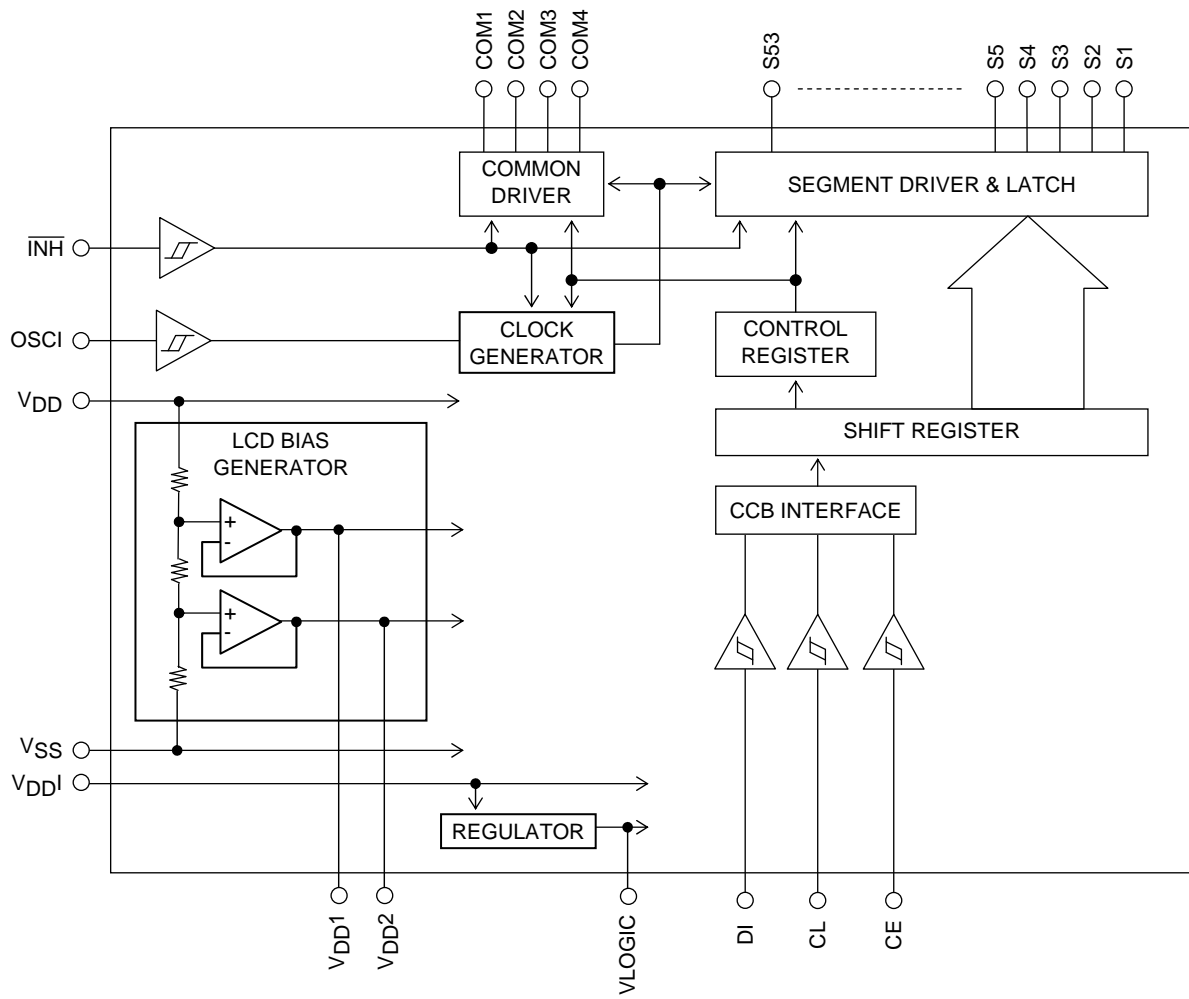 COM1
COM2
COM3
COM4
S53
S5
S4
S3
S2
S1
COMMON
DRIVER
SEGMENT DRIVER & LATCH
INH
OSCI
CLOCK
GENERATOR
CONTROL
REGISTER
VDD
LCD BIAS
GENERATOR
SHIFT REGISTER
+
-
CCB INTERFACE
+
-
VSS
VDDI
REGULATOR
VDD1
VDD2
VLOGIC
DI
CL
CE